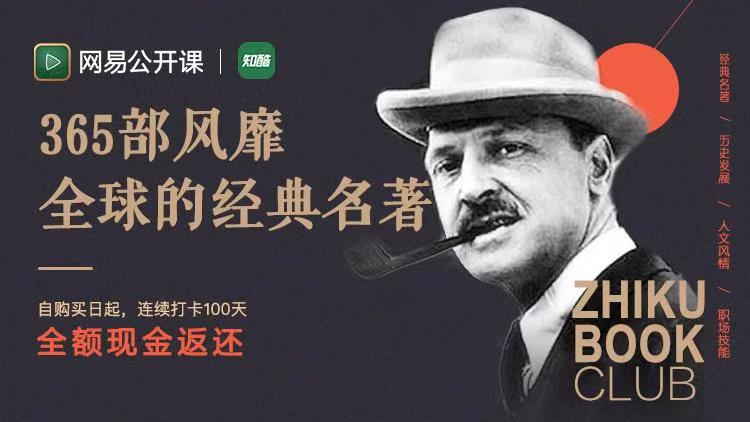 网易公开课 | 知酷
365部风靡
全球的经典名著
自购买日起，连续打卡100天
全额现金返还
经典名著 / 历史发展 / 人文风情 / 职场技能
ZHIKU
BOOK
CLUB